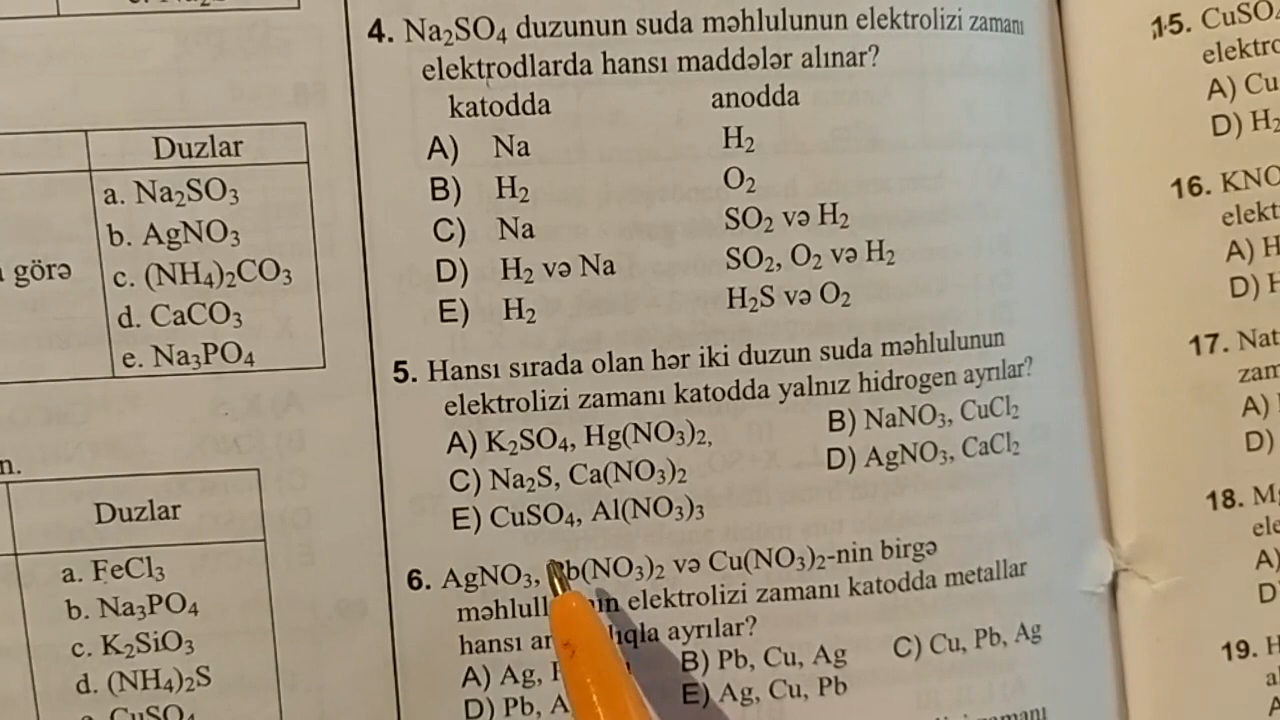 Duzlar
a. Na₂SO₃
b. AgNO₃
görə
c. (NH₄)₂CO₃
d. CaCO₃
e. Na₃PO₄
Duzlar
a. FeCl₃
b. Na₃PO₄
c. K₂SiO₃
d. (NH₄)₂S
CuSO₄
4. Na₂SO₄ duzunun suda məhlulunun elektrolizi zamanı
elektrodlarda hansı maddələr alınar?
katodda anodda
A) Na H₂
B) H₂ O₂
C) Na SO₂ və H₂
D) H₂ və Na SO₂, O₂ və H₂
E) H₂ H₂S və O₂
5. Hansı sırada olan hər iki duzun suda məhlulunun
elektrolizi zamanı katodda yalnız hidrogen ayrılar?
A) K₂SO₄, Hg(NO₃)₂, B) NaNO₃, CuCl₂
C) Na₂S, Ca(NO₃)₂ D) AgNO₃, CaCl₂
E) CuSO₄, Al(NO₃)₃
6. AgNO₃, b(NO₃)₂ və Cu(NO₃)₂-nin birgə
elektrolizi zamanı katodda metallar
hansı ayrılar?
A) Ag, B) Pb, Cu, Ag C) Cu, Pb, Ag
D) Pb, A E) Ag, Cu, Pb
15. CuSO
elektro
A) Cu
D) H₂
16. KNO
elekt
A) H
D) H
17. Nat
zam
A)
D)
18. M
ele
A)
D
19. H
al
A